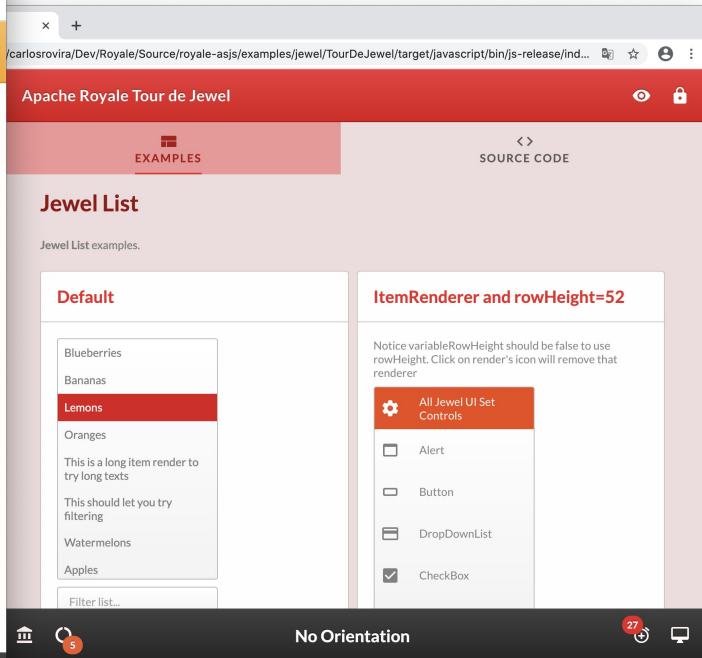 /carlosrovira/Dev/Royale/Source/royale-asjs/examples/jewel/TourDeJewel/target/javascript/bin/js-release/ind...
Apache Royale Tour de Jewel
EXAMPLES
SOURCE CODE
Jewel List
Jewel List examples.
Default
Blueberries
Bananas
Lemons
Oranges
This is a long item render to
try long texts
This should let you try
filtering
Watermelons
Apples
Filter list...
ItemRenderer and rowHeight=52
Notice variableRowHeight should be false to use
rowHeight. Click on render's icon will remove that
renderer
All Jewel UI Set
Controls
Alert
Button
DropDownList
CheckBox
5
No Orientation
27